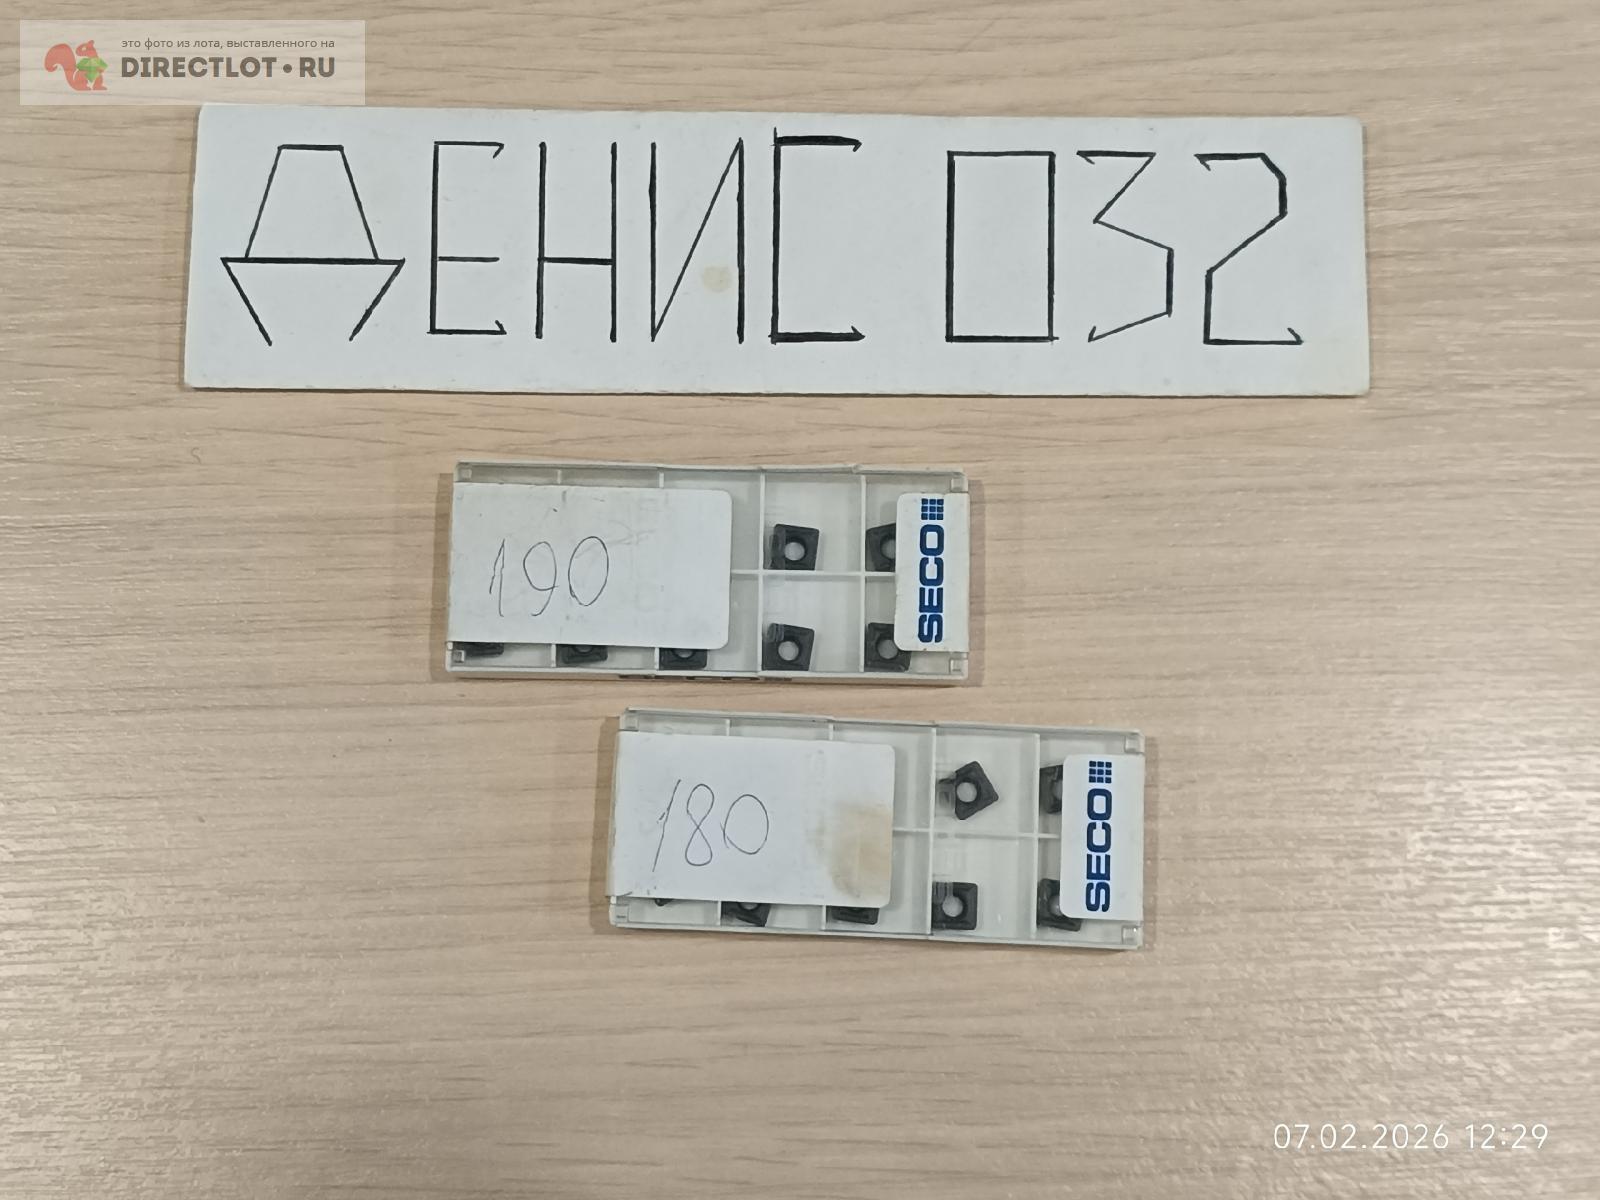 это фото из лота, выставленного на
DIRECTLOT•RU
ДЕНИС 032
190
SECO
180
SECO
07.02.2026 12:29